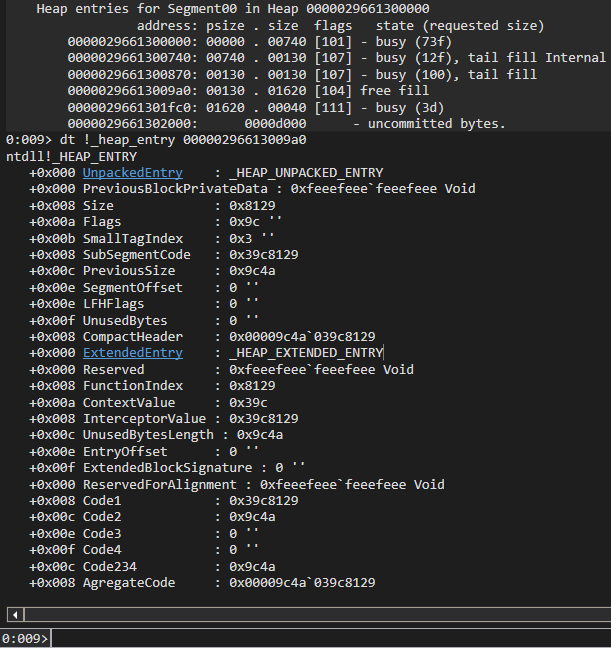 Heap entries for Segment00 in Heap 0000029661300000
address: psize . size flags state (requested size)
0000029661300000: 00000 . 00740 [101] - busy (73f)
0000029661300740: 00740 . 00130 [107] - busy (12f), tail fill Internal
0000029661300870: 00130 . 00130 [107] - busy (100), tail fill
00000296613009a0: 00130 . 01620 [104] free fill
0000029661301fc0: 01620 . 00040 [111] - busy (3d)
0000029661302000: 0000d000 - uncommitted bytes.
0:009> dt !_heap_entry 00000296613009a0
ntdll!_HEAP_ENTRY
+0x000 UnpackedEntry : _HEAP_UNPACKED_ENTRY
+0x000 PreviousBlockPrivateData : 0xfeeefeee`feeefeee Void
+0x008 Size : 0x8129
+0x00a Flags : 0x9c ''
+0x00b SmallTagIndex : 0x3 ''
+0x008 SubSegmentCode : 0x39c8129
+0x00c PreviousSize : 0x9c4a
+0x00e SegmentOffset : 0 ''
+0x00e LFHFlags : 0 ''
+0x00f UnusedBytes : 0 ''
+0x008 CompactHeader : 0x00009c4a`039c8129
+0x000 ExtendedEntry : _HEAP_EXTENDED_ENTRY
+0x000 Reserved : 0xfeeefeee`feeefeee Void
+0x008 FunctionIndex : 0x8129
+0x00a ContextValue : 0x39c
+0x008 InterceptorValue : 0x39c8129
+0x00c UnusedBytesLength : 0x9c4a
+0x00e EntryOffset : 0 ''
+0x00f ExtendedBlockSignature : 0 ''
+0x000 ReservedForAlignment : 0xfeeefeee`feeefeee Void
+0x008 Code1 : 0x39c8129
+0x00c Code2 : 0x9c4a
+0x00e Code3 : 0 ''
+0x00f Code4 : 0 ''
+0x00c Code234 : 0x9c4a
+0x008 AgregateCode : 0x00009c4a`039c8129
0:009>